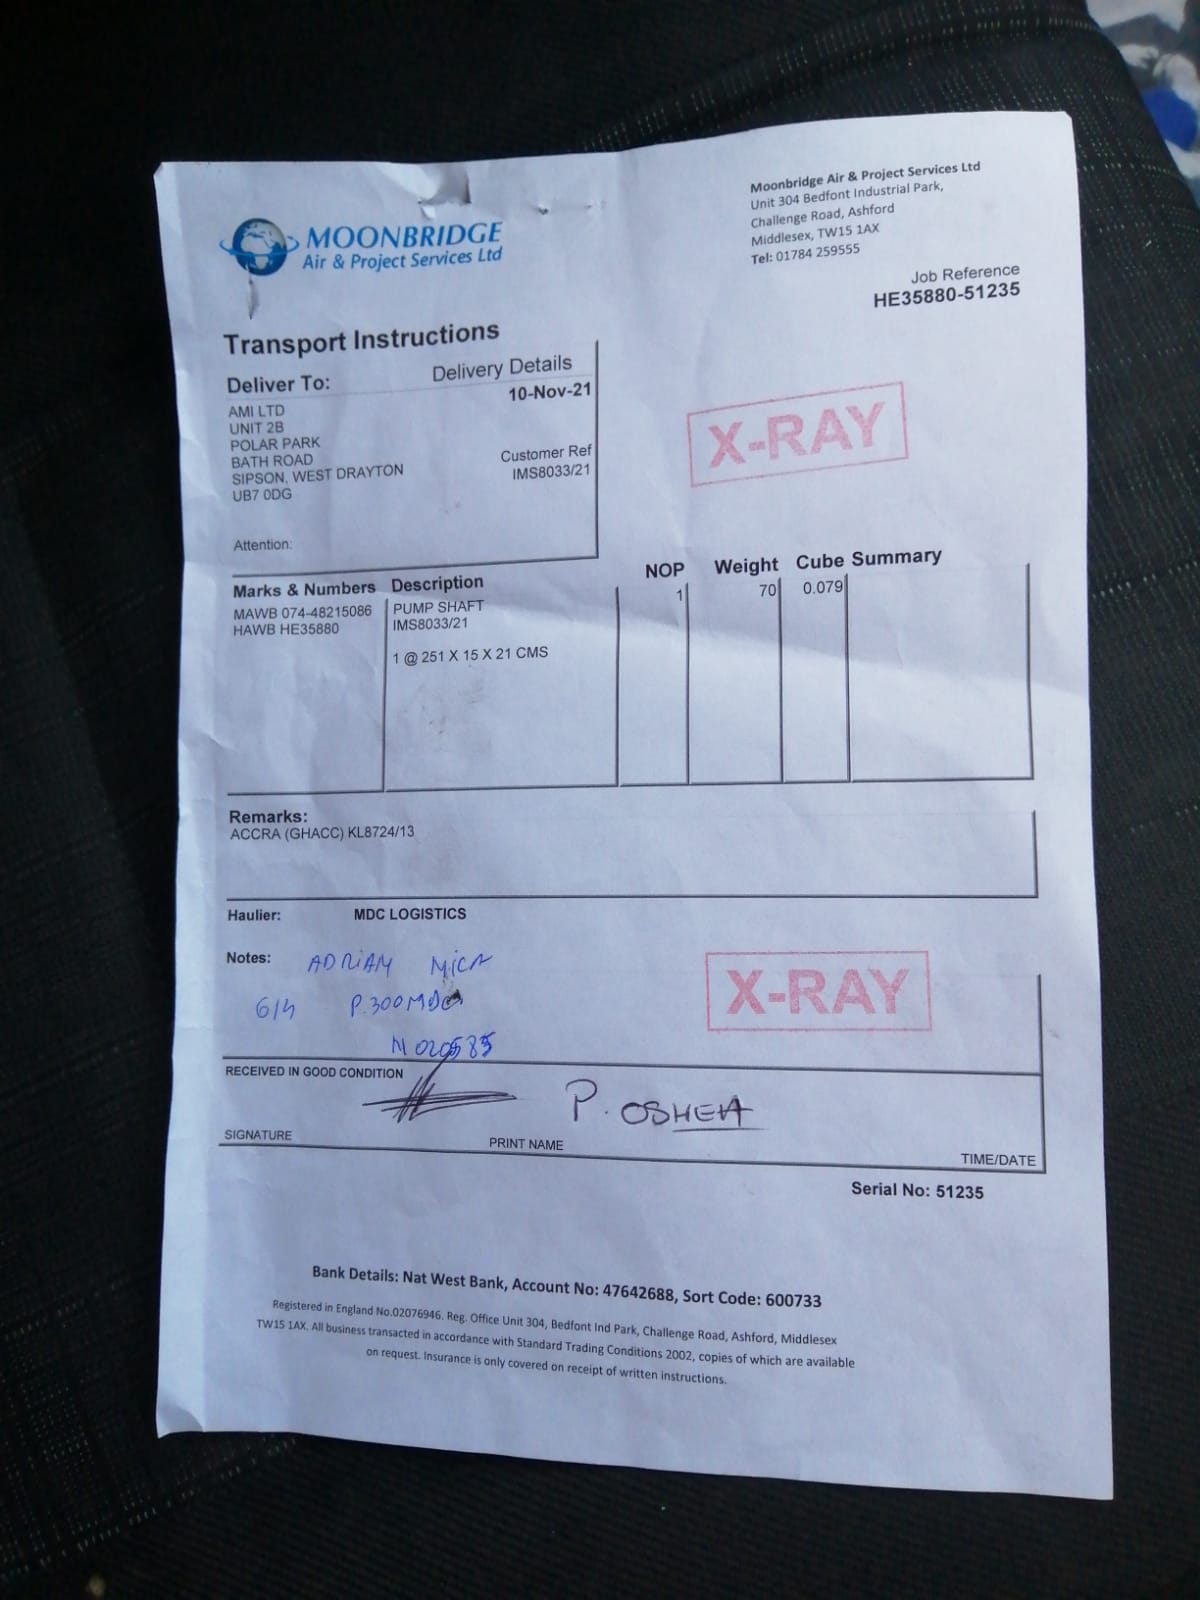 MOONBRIDGE
Air & Project Services Ltd
Moonbridge Air & Project Services Ltd
Unit 304 Bedfont Industrial Park,
Challenge Road, Ashford
Middlesex, TW15 1AX
Tel: 01784 259555
Job Reference
HE35880-51235
Transport Instructions
Deliver To:
Delivery Details
10-Nov-21
AMI LTD
UNIT 2B
POLAR PARK
BATH ROAD
SIPSON, WEST DRAYTON
UB7 0DG
Customer Ref
IMS8033/21
Attention:
X-RAY
Marks & Numbers Description NOP Weight Cube Summary
MAWB 074-48215086 PUMP SHAFT 1 70 0.079
HAWB HE35880 IMS8033/21
1 @ 251 X 15 X 21 CMS
Remarks:
ACCRA (GHACC) KL8724/13
Haulier: MDC LOGISTICS
Notes: ADRIAN MICA
P.300MDC
X-RAY
RECEIVED IN GOOD CONDITION
P. OSHEA
SIGNATURE PRINT NAME TIME/DATE
Serial No: 51235
Bank Details: Nat West Bank, Account No: 47642688, Sort Code: 600733
Registered in England No.02076946. Reg. Office Unit 304, Bedfont Ind Park, Challenge Road, Ashford, Middlesex
TW15 1AX. All business transacted in accordance with Standard Trading Conditions 2002, copies of which are available
on request. Insurance is only covered on receipt of written instructions.